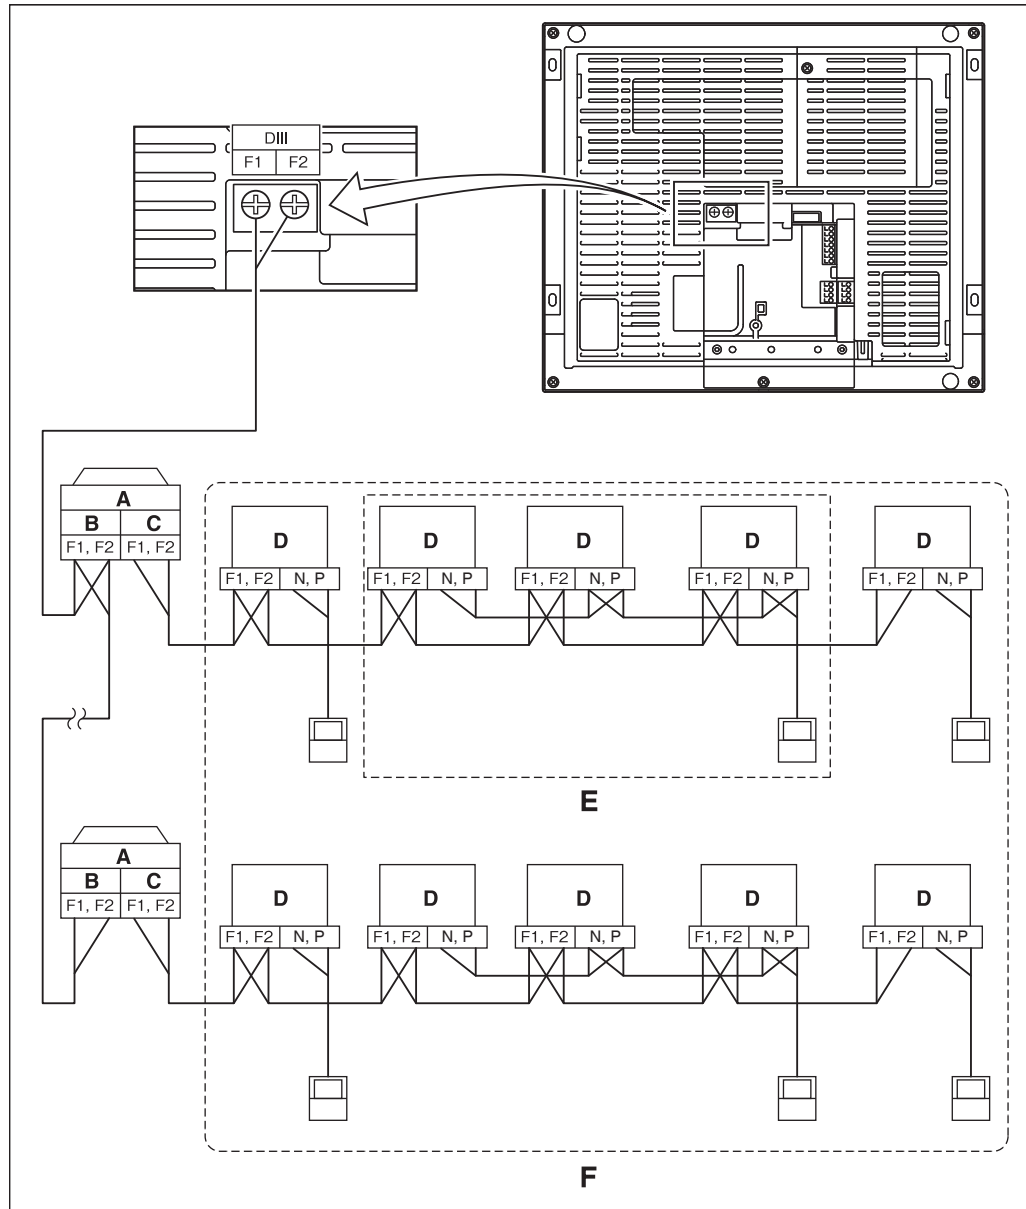 DIII
F1 F2
A
B C
F1, F2 F1, F2
D D D D D
F1, F2 N, P F1, F2 N, P F1, F2 N, P F1, F2 N, P F1, F2 N, P
E
A
B C
F1, F2 F1, F2
D D D D D
F1, F2 N, P F1, F2 N, P F1, F2 N, P F1, F2 N, P F1, F2 N, P
F